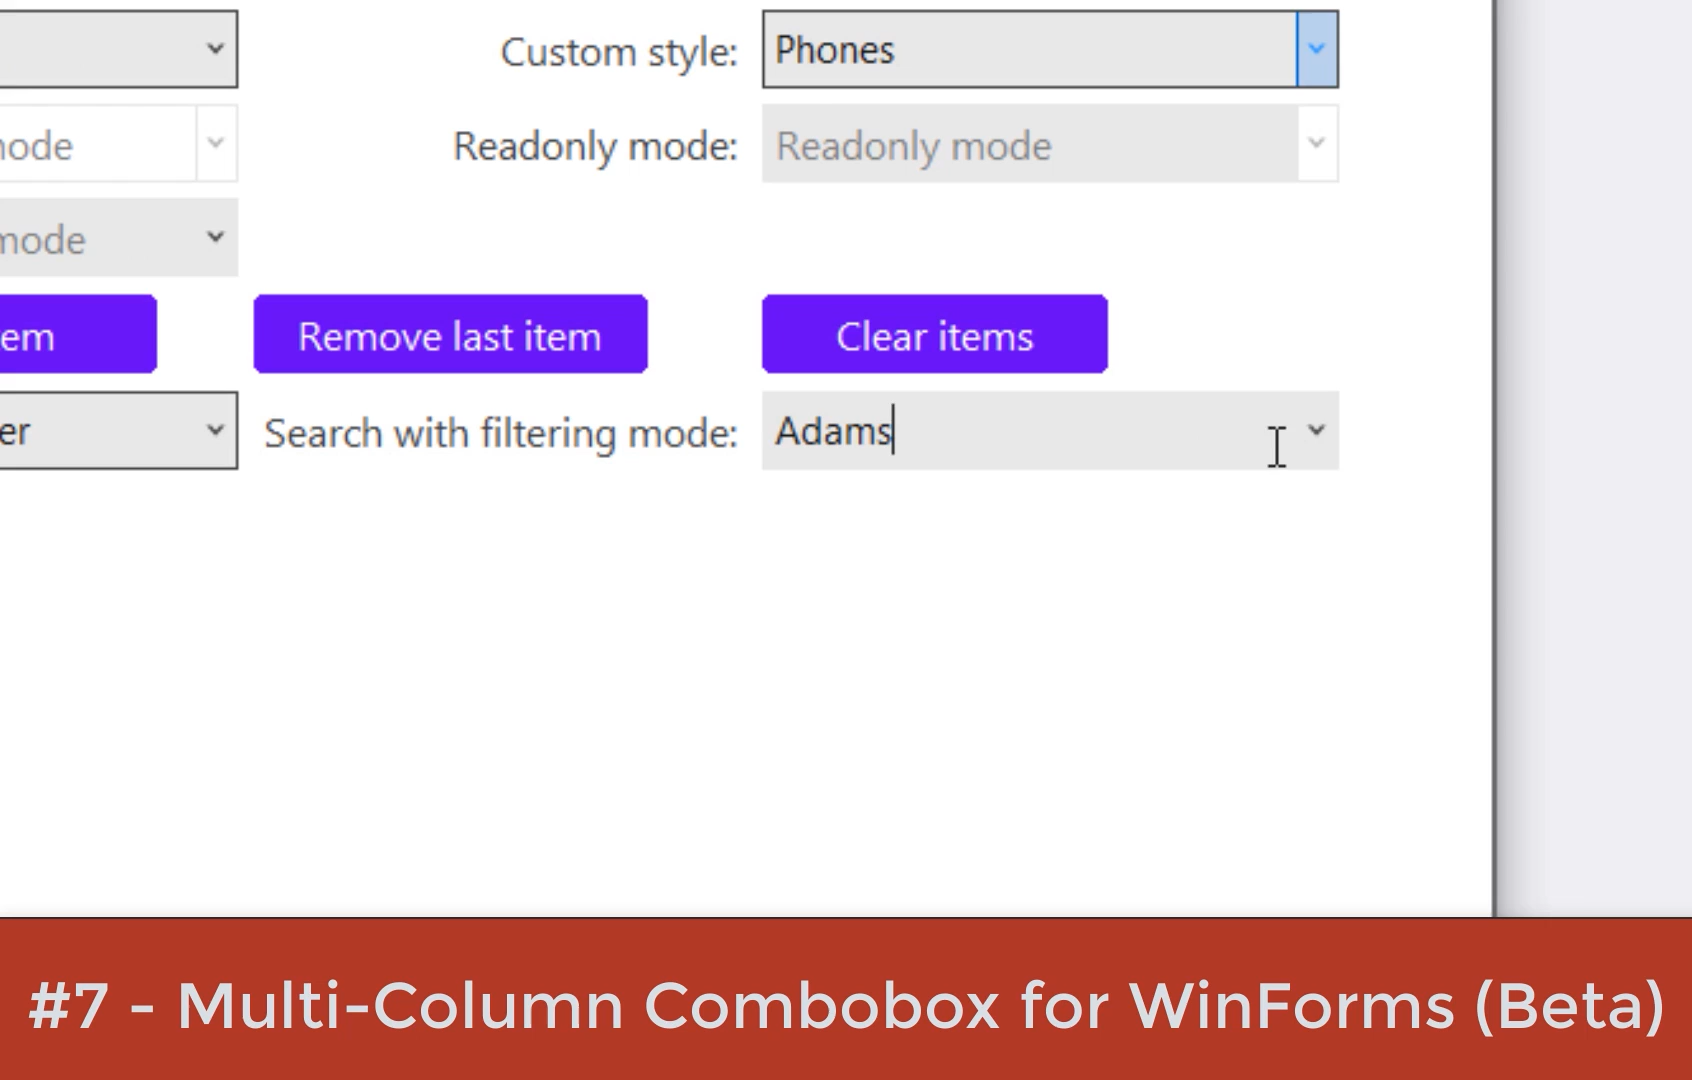 Custom style: Phones
node Readonly mode: Readonly mode
mode
em Remove last item Clear items
er Search with filtering mode: Adams
#7 - Multi-Column Combobox for WinForms (Beta)